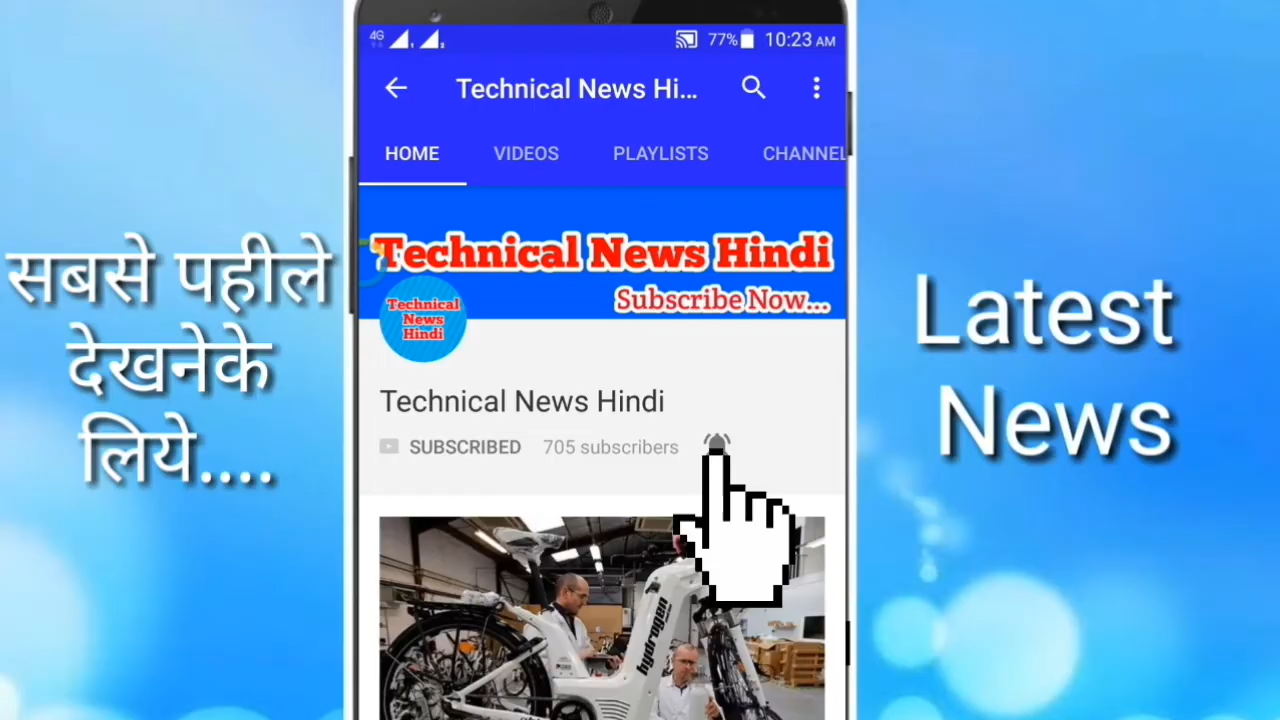 4G
77%
10:23 AM
Technical News Hi...
HOME
VIDEOS
PLAYLISTS
CHANNEL
Technical News Hindi
Subscribe Now...
Technical
News
Hindi
Technical News Hindi
SUBSCRIBED
705 subscribers
सबसे पहीले
देखनेके
लिये....
Latest
News
hydrogen